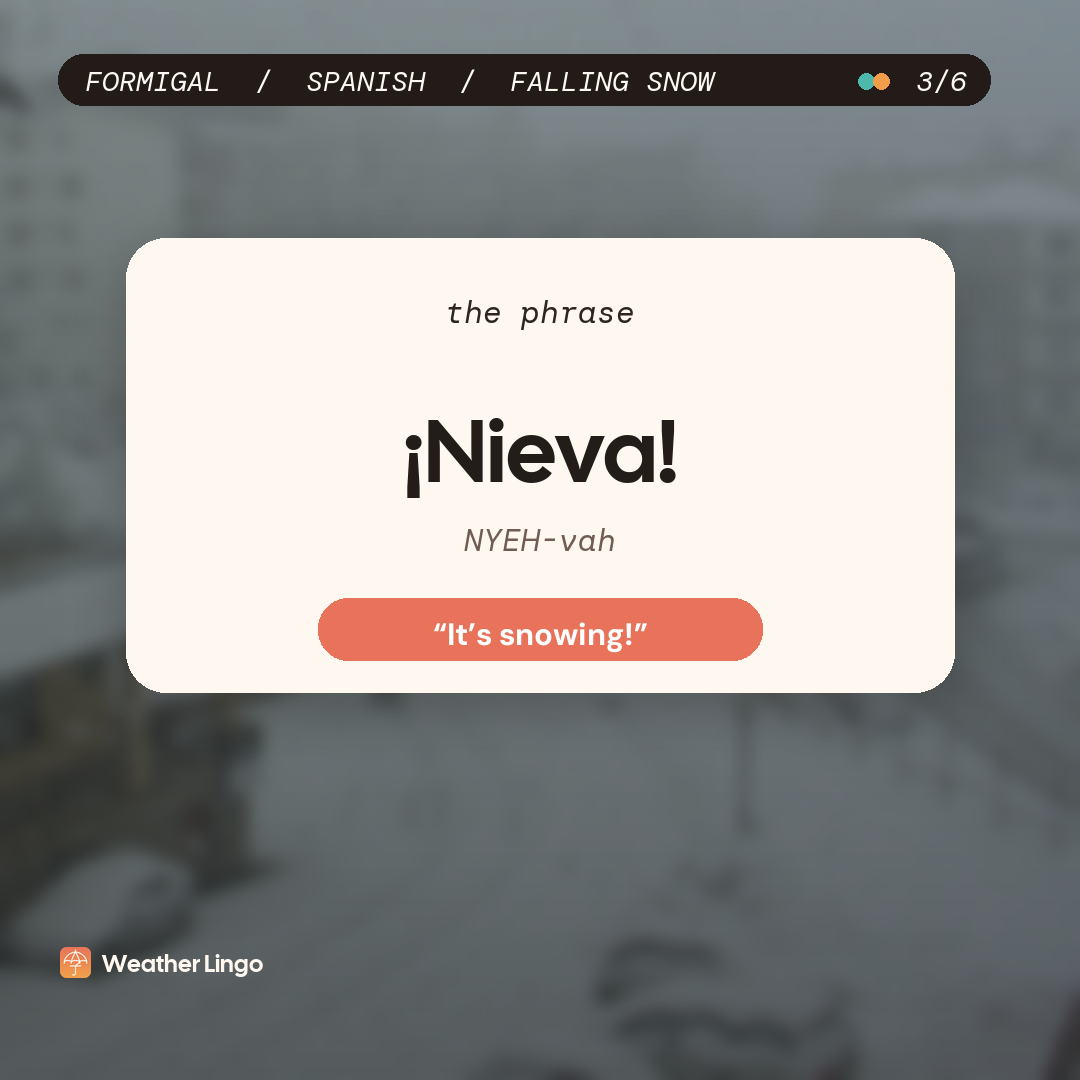 FORMIGAL / SPANISH / FALLING SNOW 3/6
the phrase
¡Nieva!
NYEH-vah
“It’s snowing!”
Weather Lingo